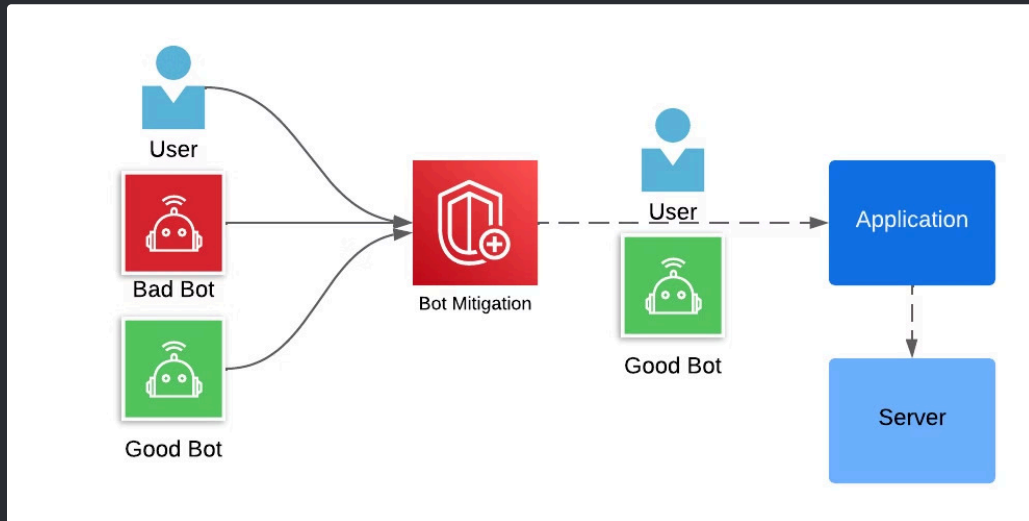 User
Bad Bot
Good Bot
Bot Mitigation
User
Good Bot
Application
Server